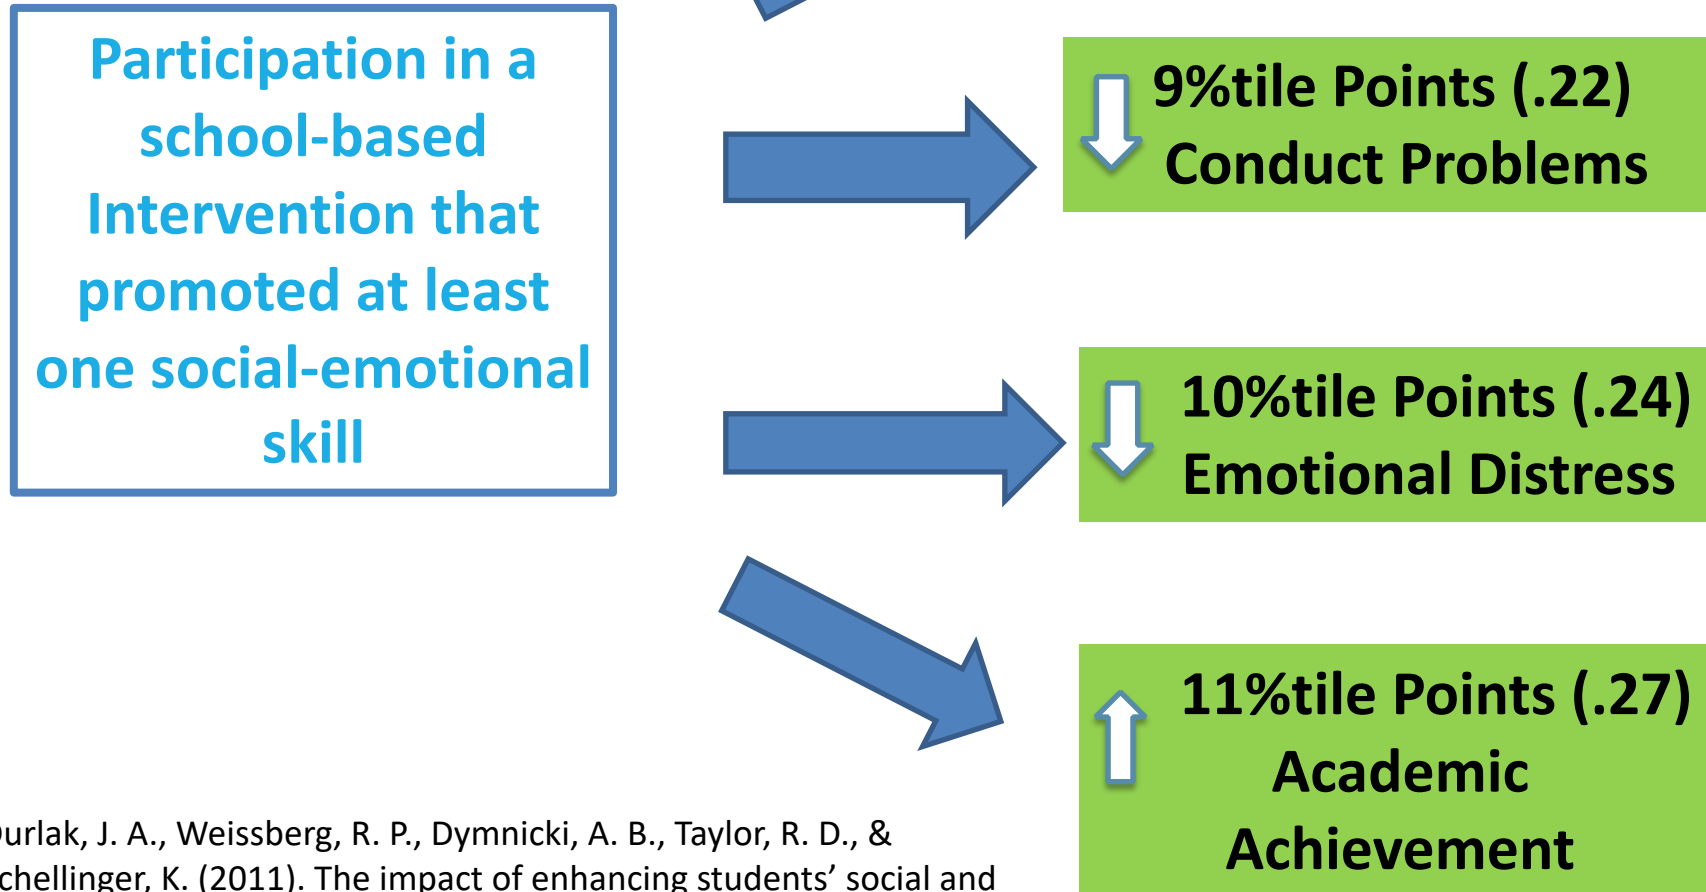 Participation in a
school-based
Intervention that
promoted at least
one social-emotional
skill
9%tile Points (.22)
Conduct Problems
10%tile Points (.24)
Emotional Distress
11%tile Points (.27)
Academic
Achievement
Durlak, J. A., Weissberg, R. P., Dymnicki, A. B., Taylor, R. D., &
chellinger, K. (2011). The impact of enhancing students’ social and